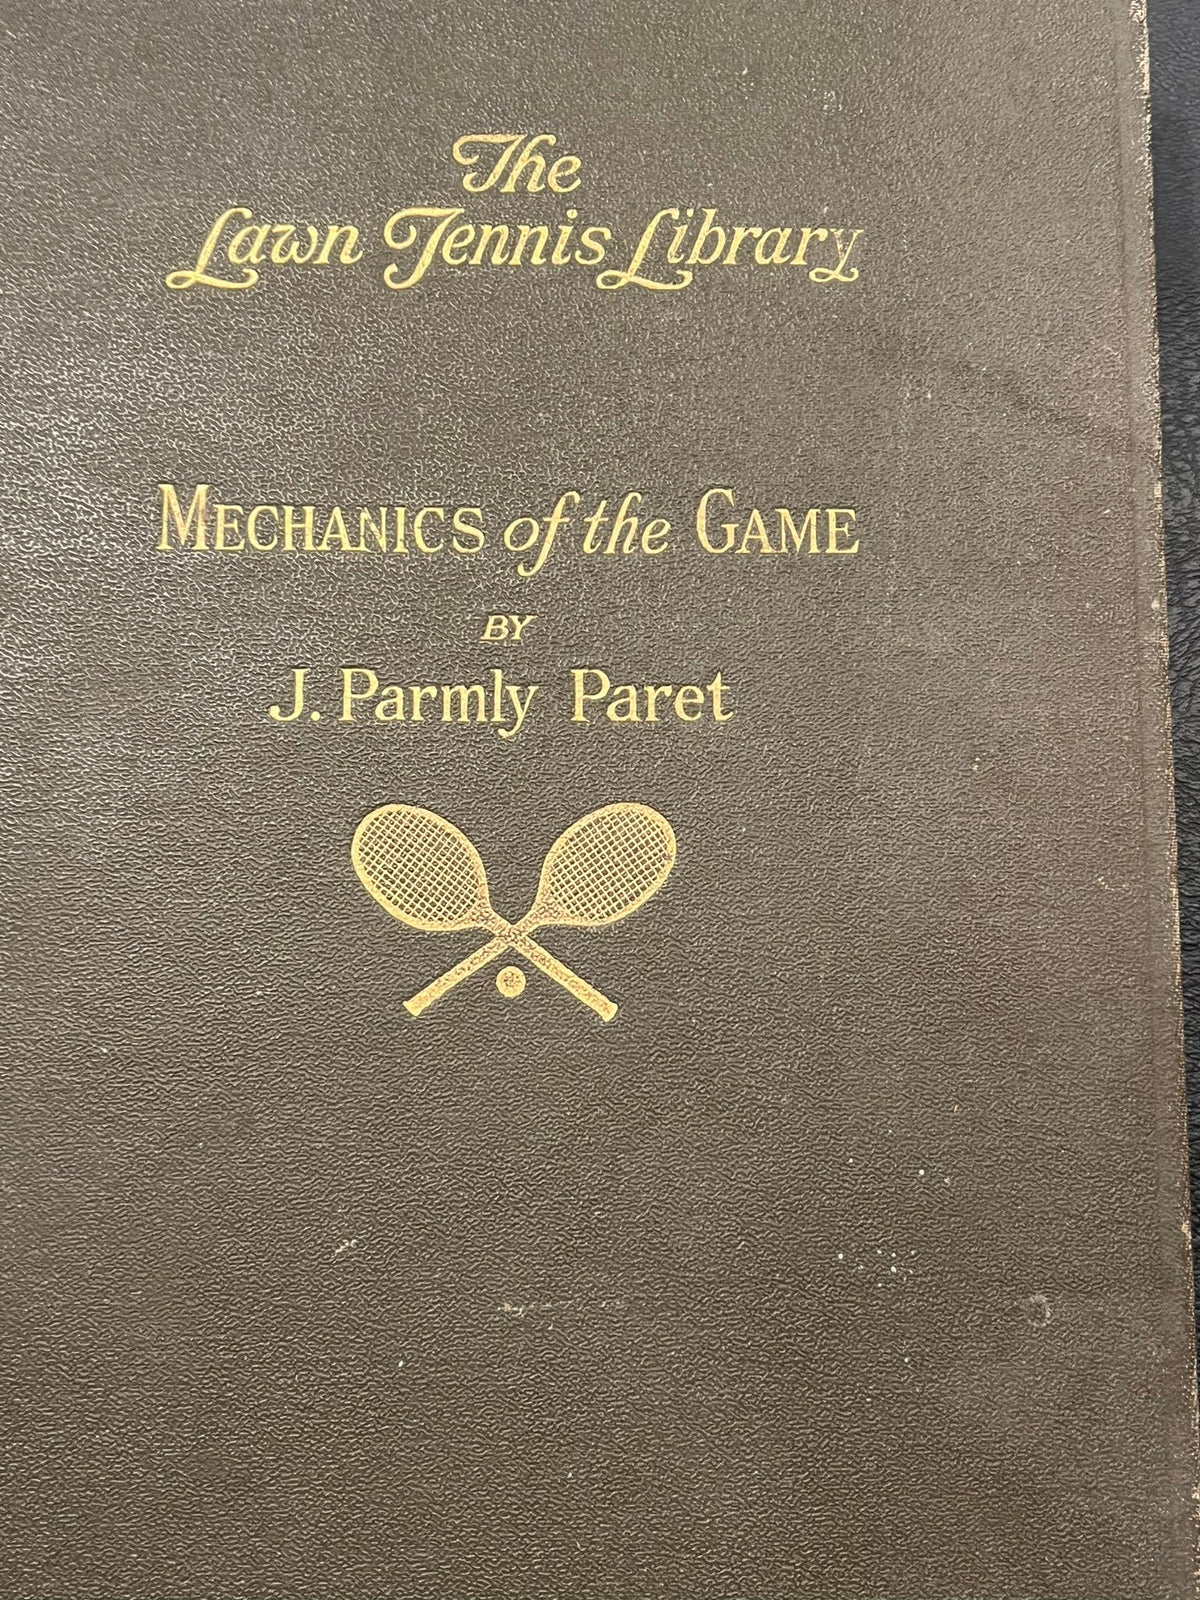 The
Lawn Tennis Library
MECHANICS of the GAME
BY
J. Parmly Paret